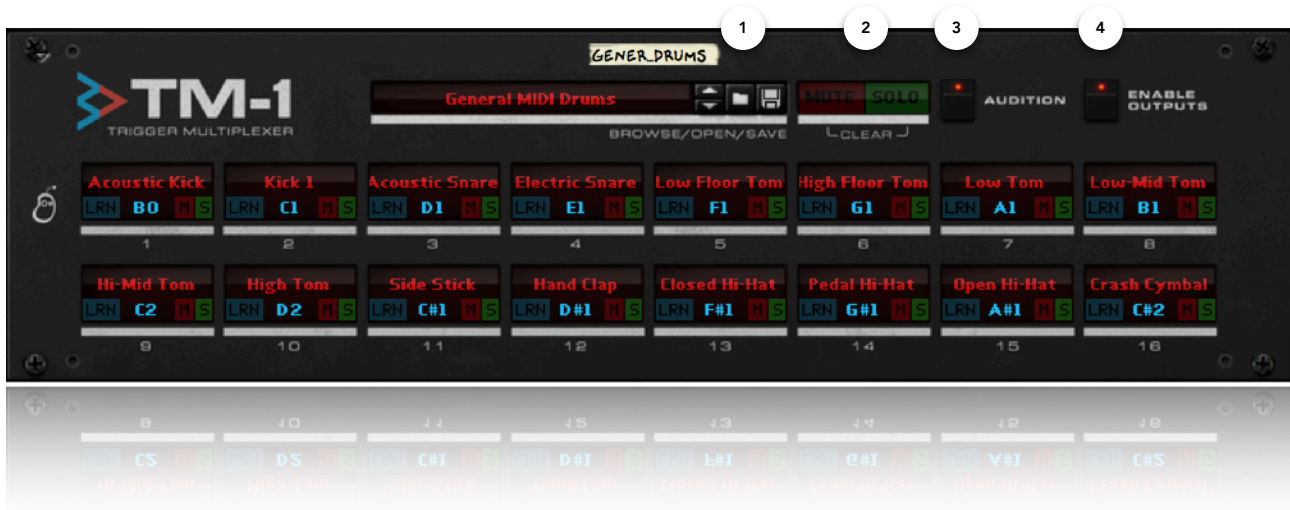 1 2 3 4
GENER_DRUMS
TM-1
TRIGGER MULTIPLEXER
General MIDI Drums
BROWSE/OPEN/SAVE
MUTE SOLO
CLEAR
AUDITION
ENABLE
OUTPUTS
Acoustic Kick Kick 1 Acoustic Snare Electric Snare Low Floor Tom High Floor Tom Low Tom Low-Mid Tom
LRN B0 M S LRN C1 M S LRN D1 M S LRN E1 M S LRN F1 M S LRN G1 M S LRN A1 M S LRN B1 M S
1 2 3 4 5 6 7 8
Hi-Mid Tom High Tom Side Stick Hand Clap Closed Hi-Hat Pedal Hi-Hat Open Hi-Hat Crash Cymbal
LRN C2 M S LRN D2 M S LRN C#1 M S LRN D#1 M S LRN F#1 M S LRN G#1 M S LRN A#1 M S LRN C#2 M S
9 10 11 12 13 14 15 16